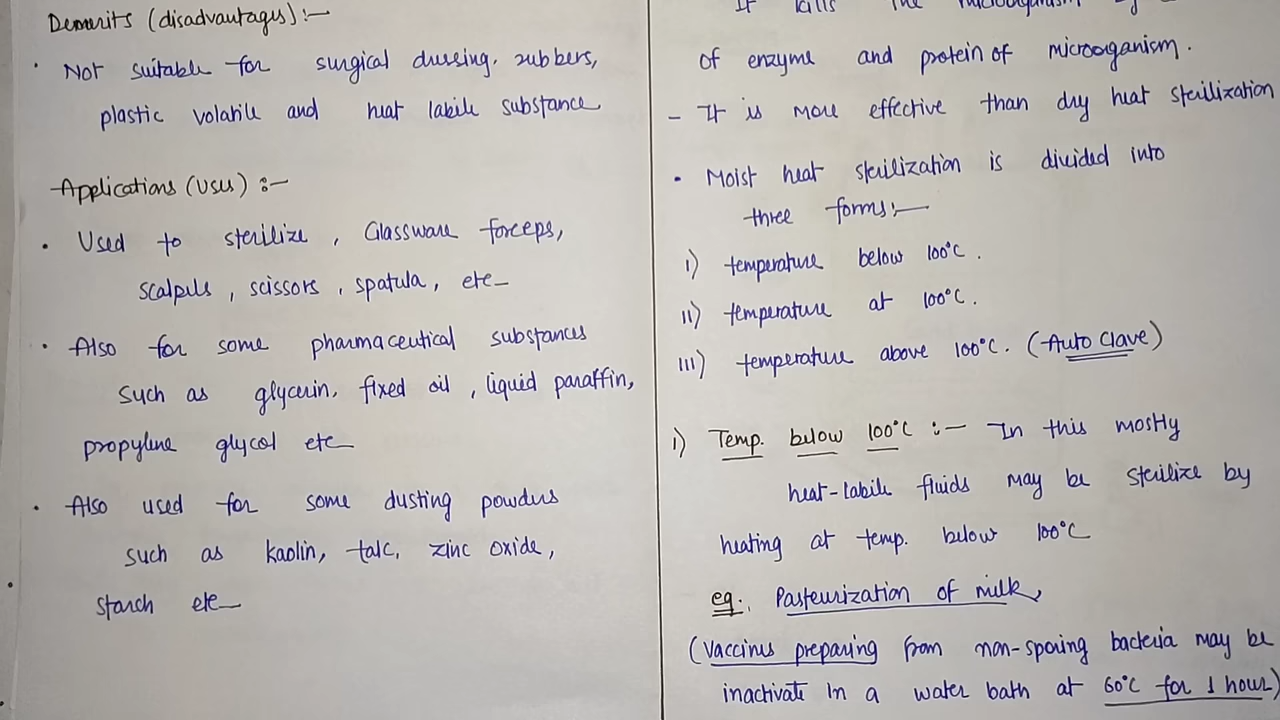 Demerits (disadvantages) :-
• Not suitable for surgical dressing, rubbers,
plastic volatile and heat labile substance
Applications (uses) :-
• Used to sterilize, Glassware forceps,
scalpels, scissors, spatula, etc-
• Also for some pharmaceutical substances
such as glycerin, fixed oil, liquid paraffin,
propylene glycol etc-
• Also used for some dusting powders
such as kaolin, talc, zinc oxide,
starch etc-
It kills the microorganism
of enzyme and protein of microorganism.
- It is more effective than dry heat sterilization
• Moist heat sterilization is divided into
three forms:-
i) temperature below 100°C.
ii) temperature at 100°C.
iii) temperature above 100°C. (Auto Clave)
i) Temp. below 100°C :- In this mostly
heat-labile fluids may be sterilize by
heating at temp. below 100°C
eg. Pasteurization of milk,
(Vaccines preparing from non-sporing bacteria may be
inactivate in a water bath at 60°C for 1 hour)